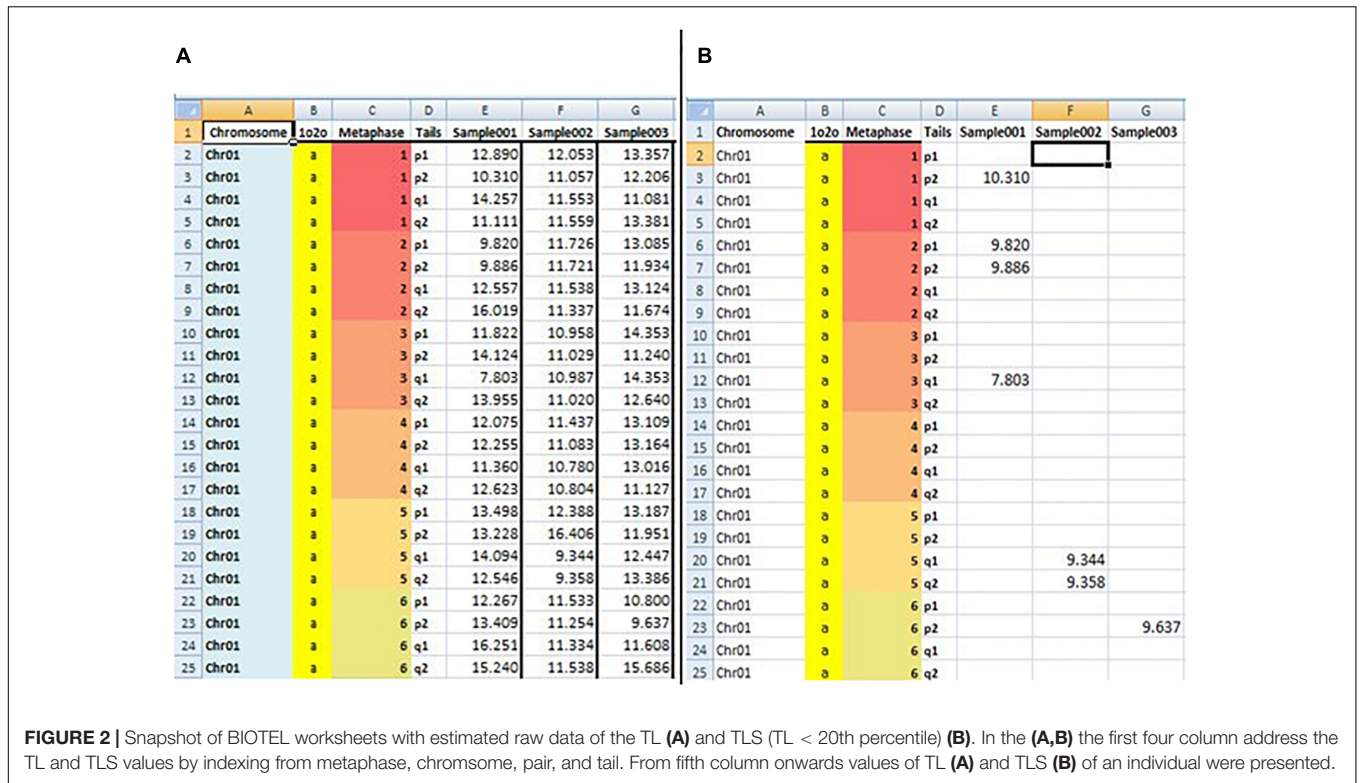 A
B
A B C D E F G
1 Chromosome 1o2o Metaphase Tails Sample001 Sample002 Sample003
2 Chr01 a 1 p1 12.890 12.053 13.357
3 Chr01 a 1 p2 10.310 11.057 12.206
4 Chr01 a 1 q1 14.257 11.553 11.081
5 Chr01 a 1 q2 11.111 11.559 13.381
6 Chr01 a 2 p1 9.820 11.726 13.085
7 Chr01 a 2 p2 9.886 11.721 11.934
8 Chr01 a 2 q1 12.557 11.538 13.124
9 Chr01 a 2 q2 16.019 11.337 11.674
10 Chr01 a 3 p1 11.822 10.958 14.353
11 Chr01 a 3 p2 14.124 11.029 11.240
12 Chr01 a 3 q1 7.803 10.987 14.353
13 Chr01 a 3 q2 13.955 11.020 12.640
14 Chr01 a 4 p1 12.075 11.437 13.109
15 Chr01 a 4 p2 12.255 11.083 13.164
16 Chr01 a 4 q1 11.360 10.780 13.016
17 Chr01 a 4 q2 12.623 10.804 11.127
18 Chr01 a 5 p1 13.498 12.388 13.187
19 Chr01 a 5 p2 13.228 16.406 11.951
20 Chr01 a 5 q1 14.094 9.344 12.447
21 Chr01 a 5 q2 12.546 9.358 13.386
22 Chr01 a 6 p1 12.267 11.533 10.800
23 Chr01 a 6 p2 13.409 11.254 9.637
24 Chr01 a 6 q1 16.251 11.334 11.608
25 Chr01 a 6 q2 15.240 11.538 15.686
A B C D E F G
1 Chromosome 1o2o Metaphase Tails Sample001 Sample002 Sample003
2 Chr01 a 1 p1
3 Chr01 a 1 p2 10.310
4 Chr01 a 1 q1
5 Chr01 a 1 q2
6 Chr01 a 2 p1 9.820
7 Chr01 a 2 p2 9.886
8 Chr01 a 2 q1
9 Chr01 a 2 q2
10 Chr01 a 3 p1
11 Chr01 a 3 p2
12 Chr01 a 3 q1 7.803
13 Chr01 a 3 q2
14 Chr01 a 4 p1
15 Chr01 a 4 p2
16 Chr01 a 4 q1
17 Chr01 a 4 q2
18 Chr01 a 5 p1
19 Chr01 a 5 p2
20 Chr01 a 5 q1 9.344
21 Chr01 a 5 q2 9.358
22 Chr01 a 6 p1
23 Chr01 a 6 p2 9.637
24 Chr01 a 6 q1
25 Chr01 a 6 q2
FIGURE 2 | Snapshot of BIOTEL worksheets with estimated raw data of the TL (A) and TLS (TL < 20th percentile) (B). In the (A,B) the first four column address the
TL and TLS values by indexing from metaphase, chromsome, pair, and tail. From fifth column onwards values of TL (A) and TLS (B) of an individual were presented.